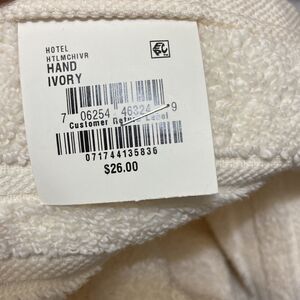 HOTEL
HTLMCHIVR
HAND
IVORY
7 06254 46324 9
Customer Return Label
071744135836
$26.00